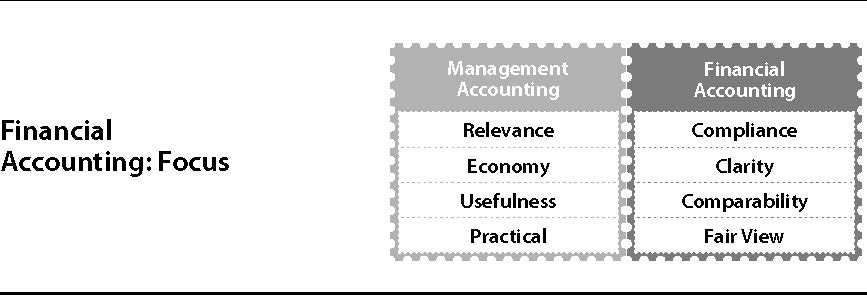 Financial
Accounting: Focus
Management
Accounting
Financial
Accounting
Relevance
Compliance
Economy
Clarity
Usefulness
Comparability
Practical
Fair View